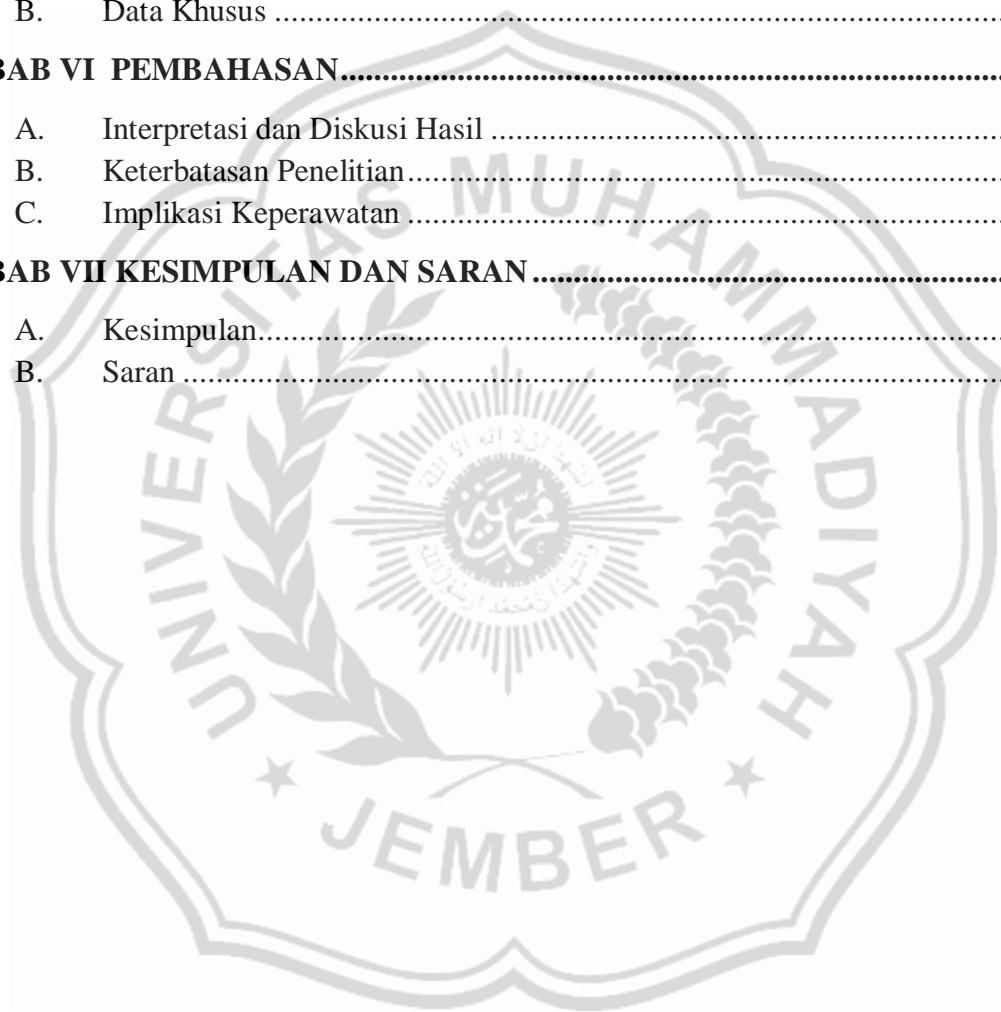 B. Data Khusus ........................................................................................................
BAB VI PEMBAHASAN........................................................................................
A. Interpretasi dan Diskusi Hasil ................................................................
B. Keterbatasan Penelitian............................................................................
C. Implikasi Keperawatan ............................................................................
BAB VII KESIMPULAN DAN SARAN ..............................................................
A. Kesimpulan................................................................................................
B. Saran ..........................................................................................................
UNIVERSITAS MUHAMMADIYAH
JEMBER